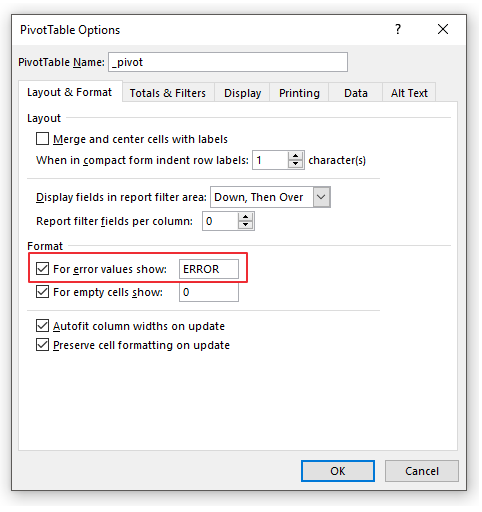 PivotTable Options ? ×
PivotTable Name: _pivot
Layout & Format Totals & Filters Display Printing Data Alt Text
Layout
Merge and center cells with labels
When in compact form indent row labels: 1 character(s)
Display fields in report filter area: Down, Then Over
Report filter fields per column: 0
Format
For error values show: ERROR
For empty cells show: 0
Autofit column widths on update
Preserve cell formatting on update
OK Cancel